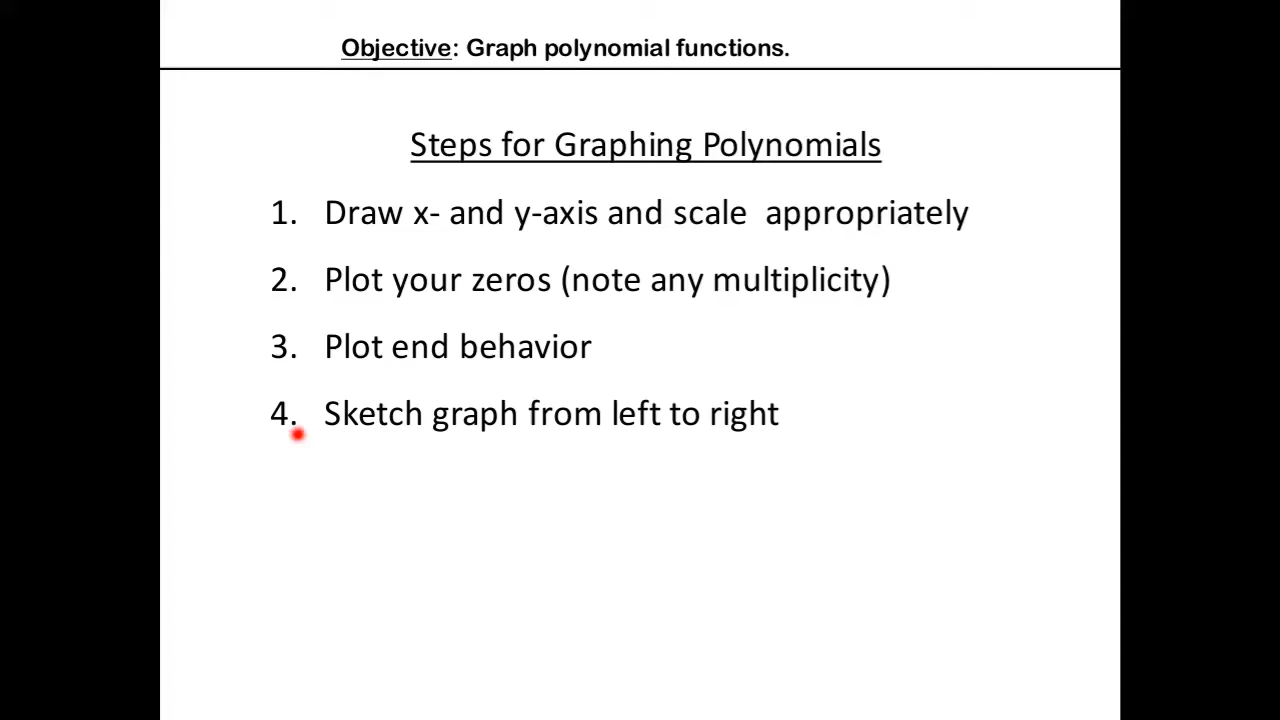 Objective: Graph polynomial functions.
Steps for Graphing Polynomials
1. Draw x- and y-axis and scale appropriately
2. Plot your zeros (note any multiplicity)
3. Plot end behavior
4. Sketch graph from left to right